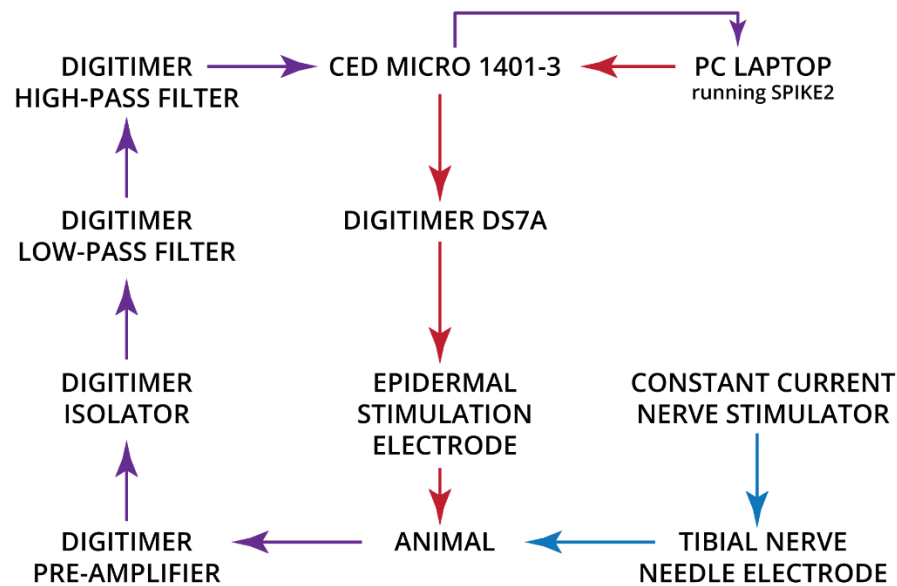 DIGITIMER
HIGH-PASS FILTER
CED MICRO 1401-3
PC LAPTOP
running SPIKE2
DIGITIMER
LOW-PASS FILTER
DIGITIMER DS7A
DIGITIMER
ISOLATOR
EPIDERMAL
STIMULATION
ELECTRODE
CONSTANT CURRENT
NERVE STIMULATOR
DIGITIMER
PRE-AMPLIFIER
ANIMAL
TIBIAL NERVE
NEEDLE ELECTRODE